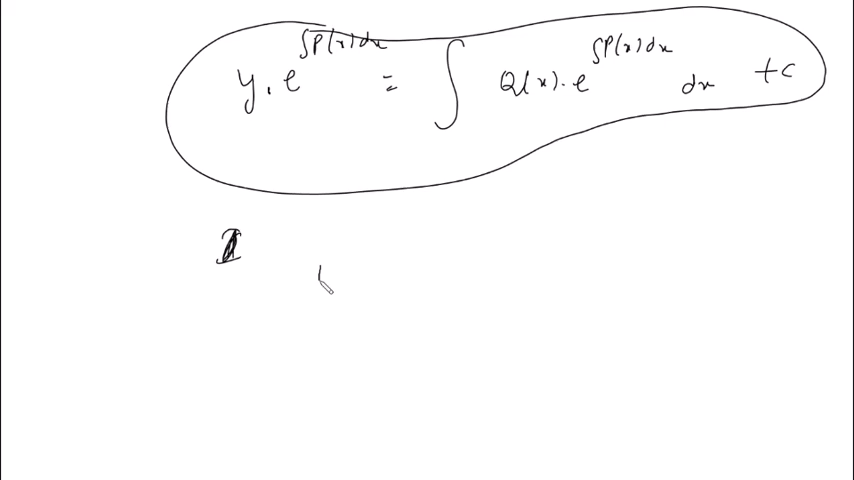 y. e^{∫P(x)dx} = ∫ Q(x). e^{∫P(x)dx} dx + c